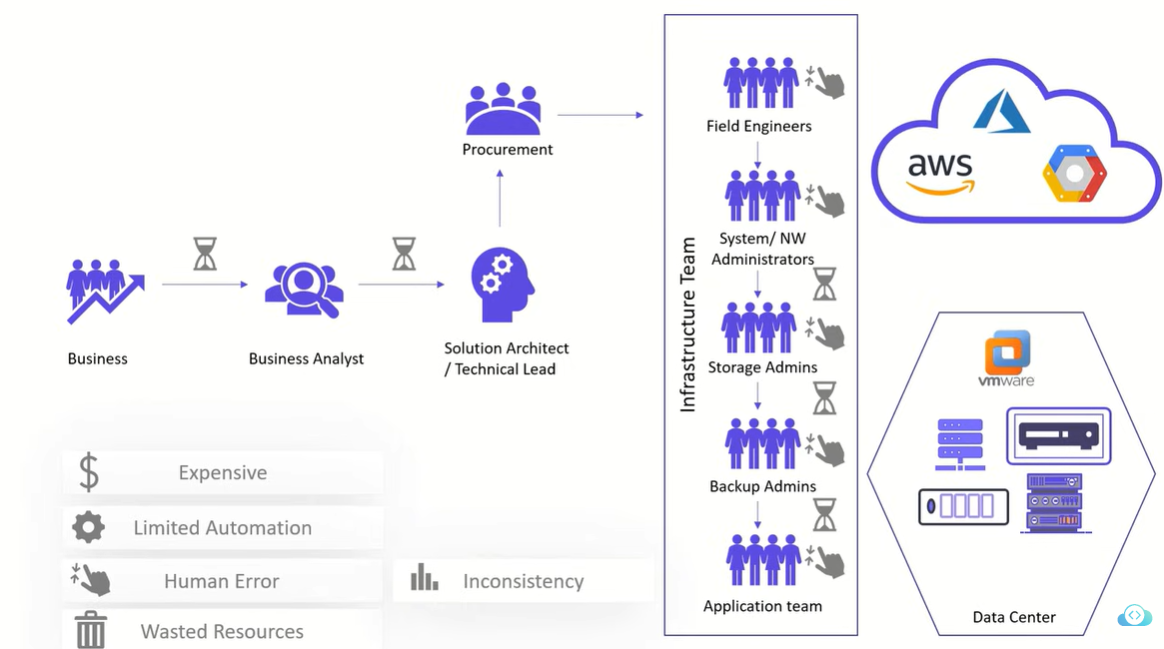 Procurement
Business
Business Analyst
Solution Architect
/ Technical Lead
$
Expensive
Limited Automation
Human Error
Wasted Resources
Inconsistency
Infrastructure Team
Field Engineers
System/ NW
Administrators
Storage Admins
Backup Admins
Application team
aws
vmware
Data Center